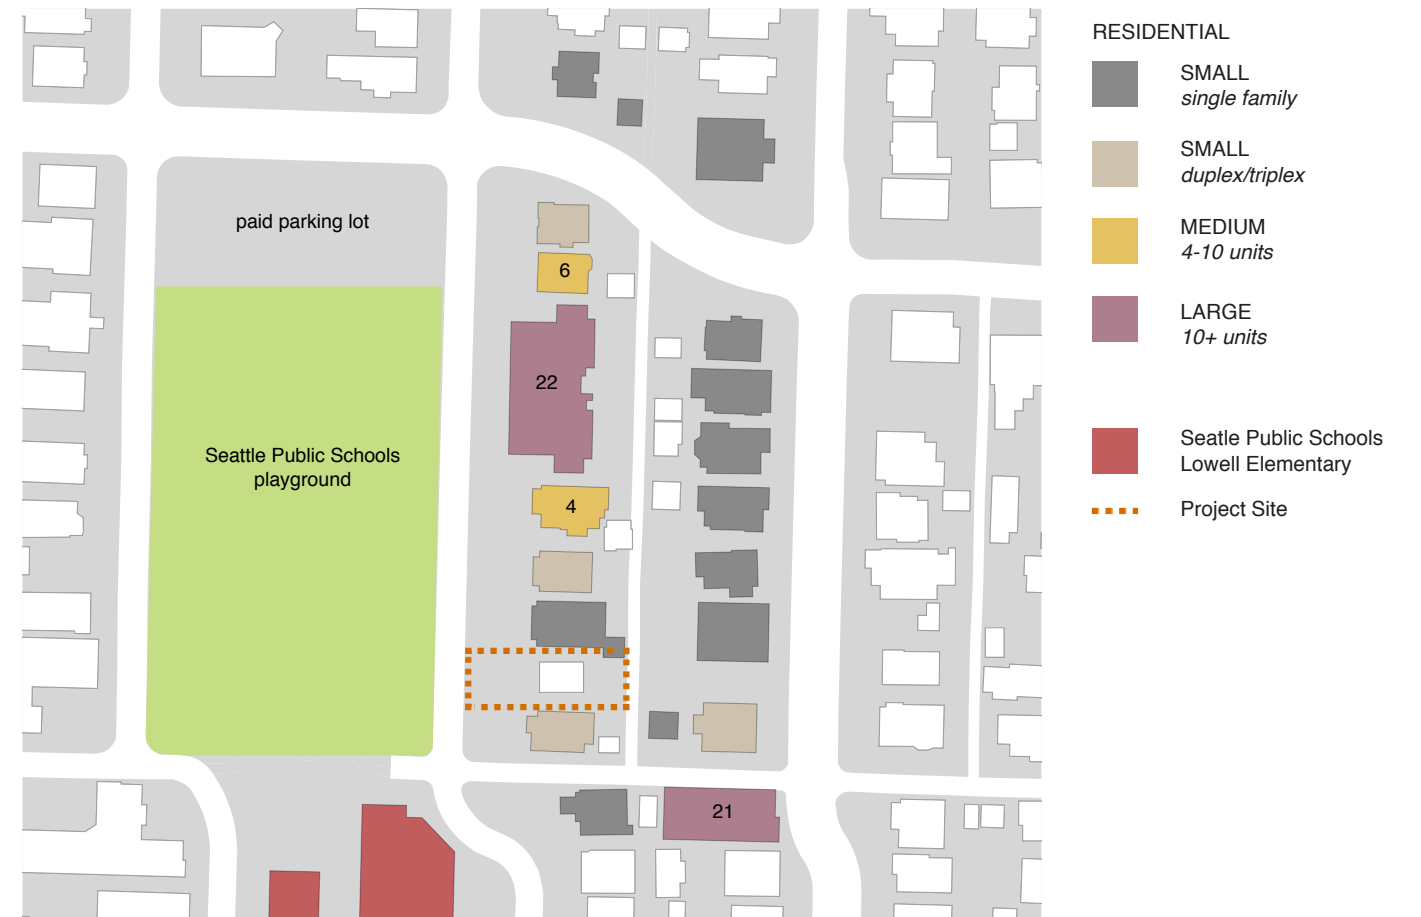 RESIDENTIAL
SMALL
single family
SMALL
duplex/triplex
MEDIUM
4-10 units
LARGE
10+ units
Seatle Public Schools
Lowell Elementary
Project Site
paid parking lot
6
22
Seattle Public Schools
playground
4
21